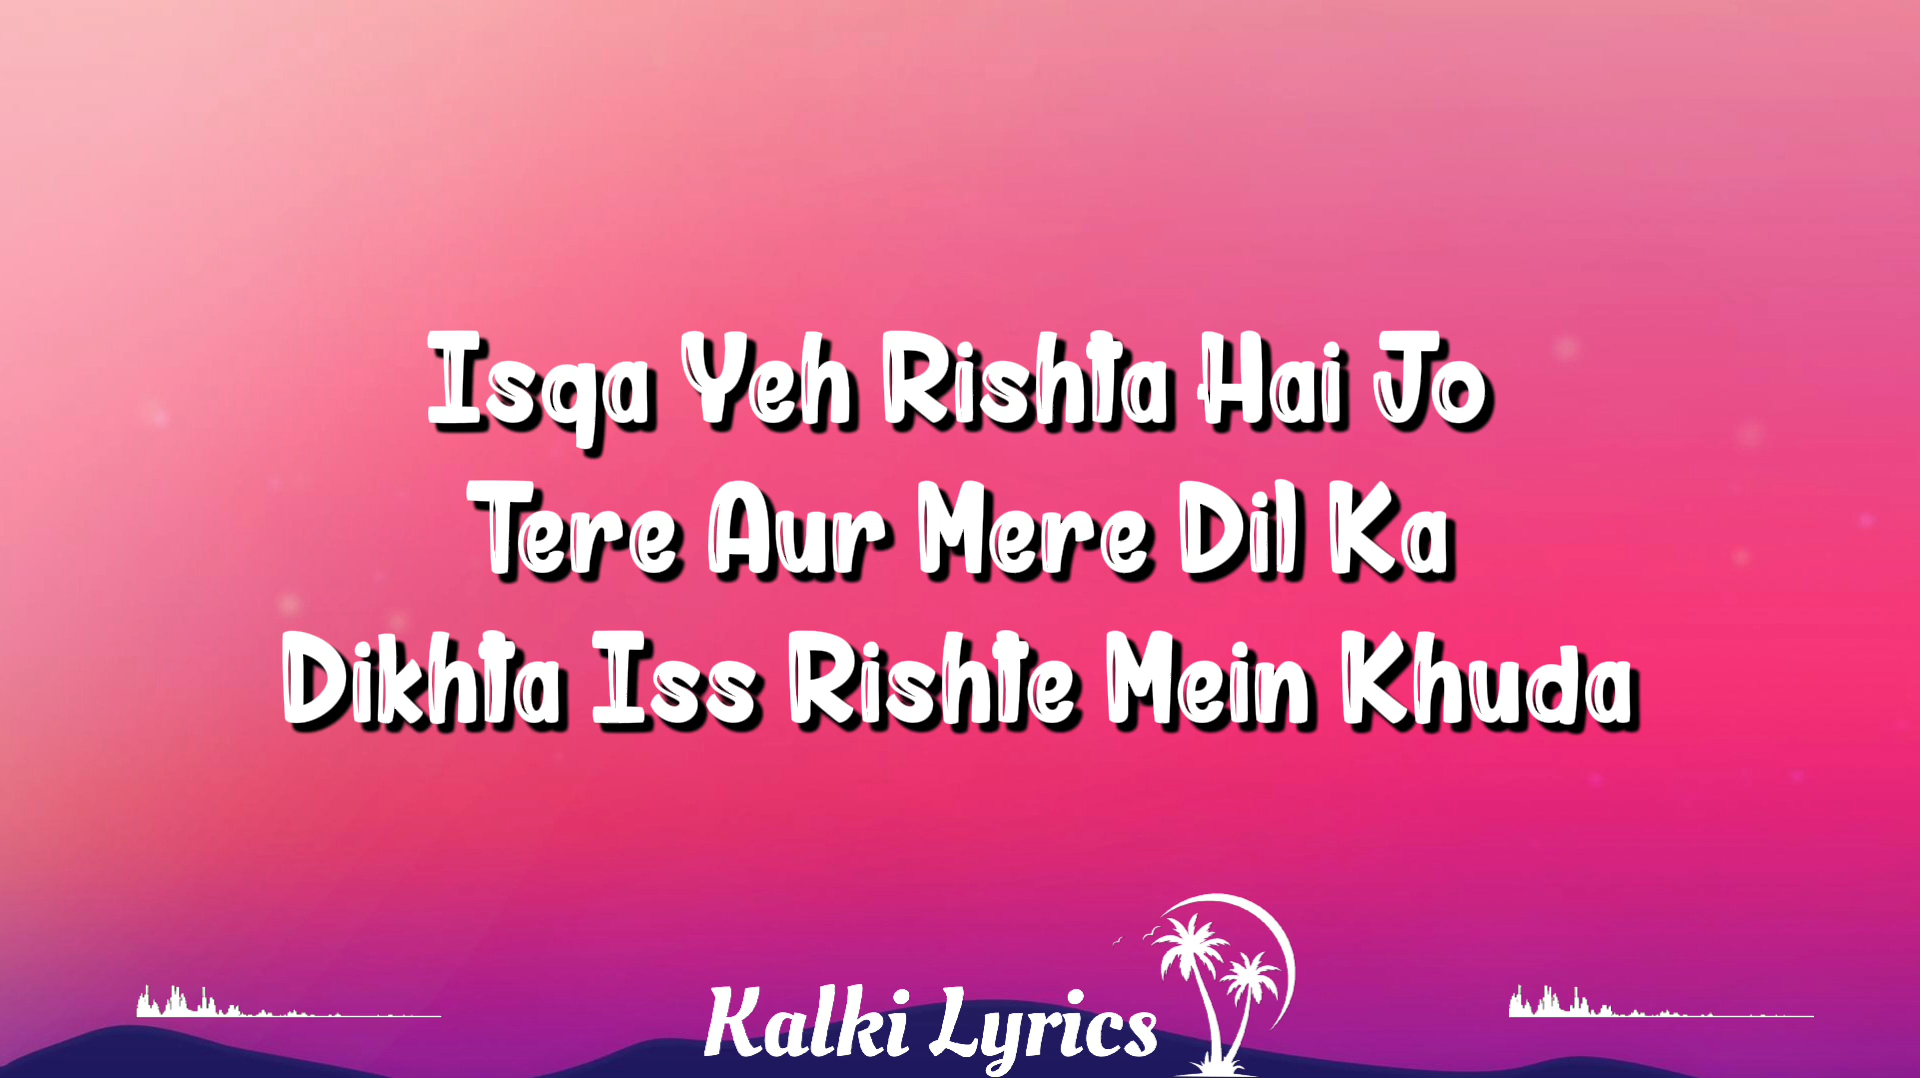 Isqa Yeh Rishta Hai Jo
Tere Aur Mere Dil Ka
Dikhta Iss Rishte Mein Khuda
Kalki Lyrics